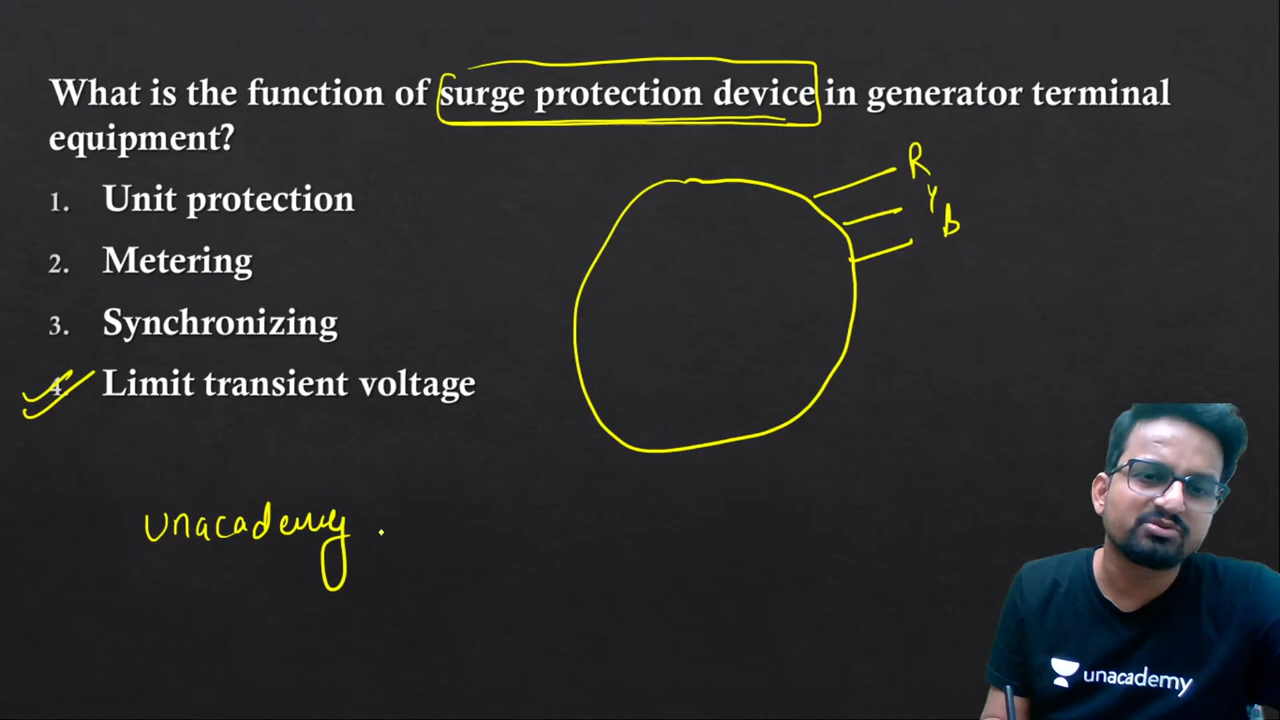 What is the function of surge protection device in generator terminal
equipment?
1. Unit protection
2. Metering
3. Synchronizing
4. Limit transient voltage
R
Y
B
unacademy
unacademy